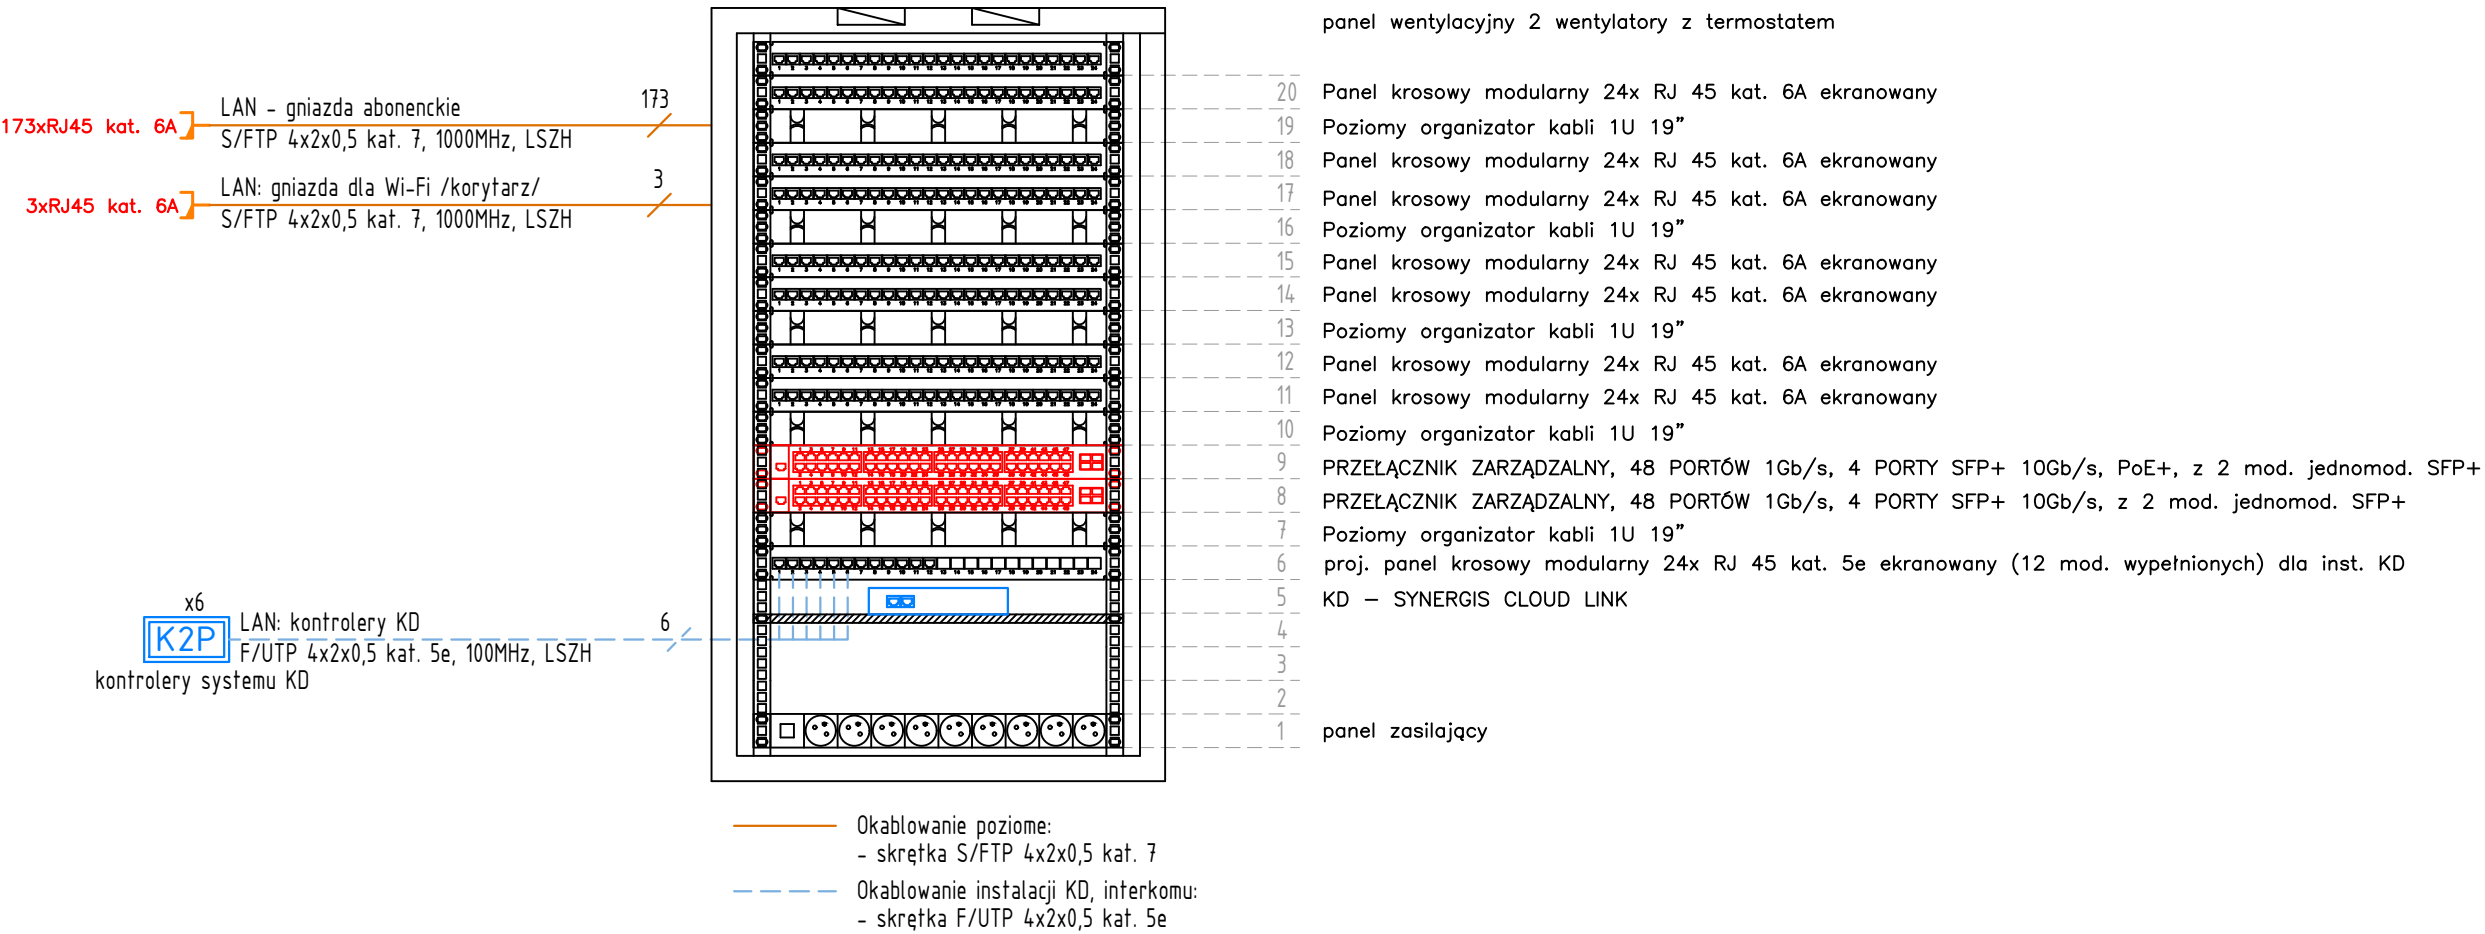 panel wentylacyjny 2 wentylatory z termostatem
20 Panel krosowy modularny 24x RJ 45 kat. 6A ekranowany
19 Poziomy organizator kabli 1U 19”
18 Panel krosowy modularny 24x RJ 45 kat. 6A ekranowany
17 Panel krosowy modularny 24x RJ 45 kat. 6A ekranowany
16 Poziomy organizator kabli 1U 19”
15 Panel krosowy modularny 24x RJ 45 kat. 6A ekranowany
14 Panel krosowy modularny 24x RJ 45 kat. 6A ekranowany
13 Poziomy organizator kabli 1U 19”
12 Panel krosowy modularny 24x RJ 45 kat. 6A ekranowany
11 Panel krosowy modularny 24x RJ 45 kat. 6A ekranowany
10 Poziomy organizator kabli 1U 19”
9 PRZEŁĄCZNIK ZARZĄDZALNY, 48 PORTÓW 1Gb/s, 4 PORTY SFP+ 10Gb/s, PoE+, z 2 mod. jednomod. SFP+
8 PRZEŁĄCZNIK ZARZĄDZALNY, 48 PORTÓW 1Gb/s, 4 PORTY SFP+ 10Gb/s, z 2 mod. jednomod. SFP+
7 Poziomy organizator kabli 1U 19”
6 proj. panel krosowy modularny 24x RJ 45 kat. 5e ekranowany (12 mod. wypełnionych) dla inst. KD
5 KD – SYNERGIS CLOUD LINK
4
3
2
1 panel zasilający
173xRJ45 kat. 6A
LAN - gniazda abonenckie
173
S/FTP 4x2x0,5 kat. 7, 1000MHz, LSZH
3xRJ45 kat. 6A
LAN: gniazda dla Wi-Fi /korytarz/
3
S/FTP 4x2x0,5 kat. 7, 1000MHz, LSZH
x6
K2P
LAN: kontrolery KD
6
F/UTP 4x2x0,5 kat. 5e, 100MHz, LSZH
kontrolery systemu KD
Okablowanie poziome:
- skrętka S/FTP 4x2x0,5 kat. 7
Okablowanie instalacji KD, interkomu:
- skrętka F/UTP 4x2x0,5 kat. 5e